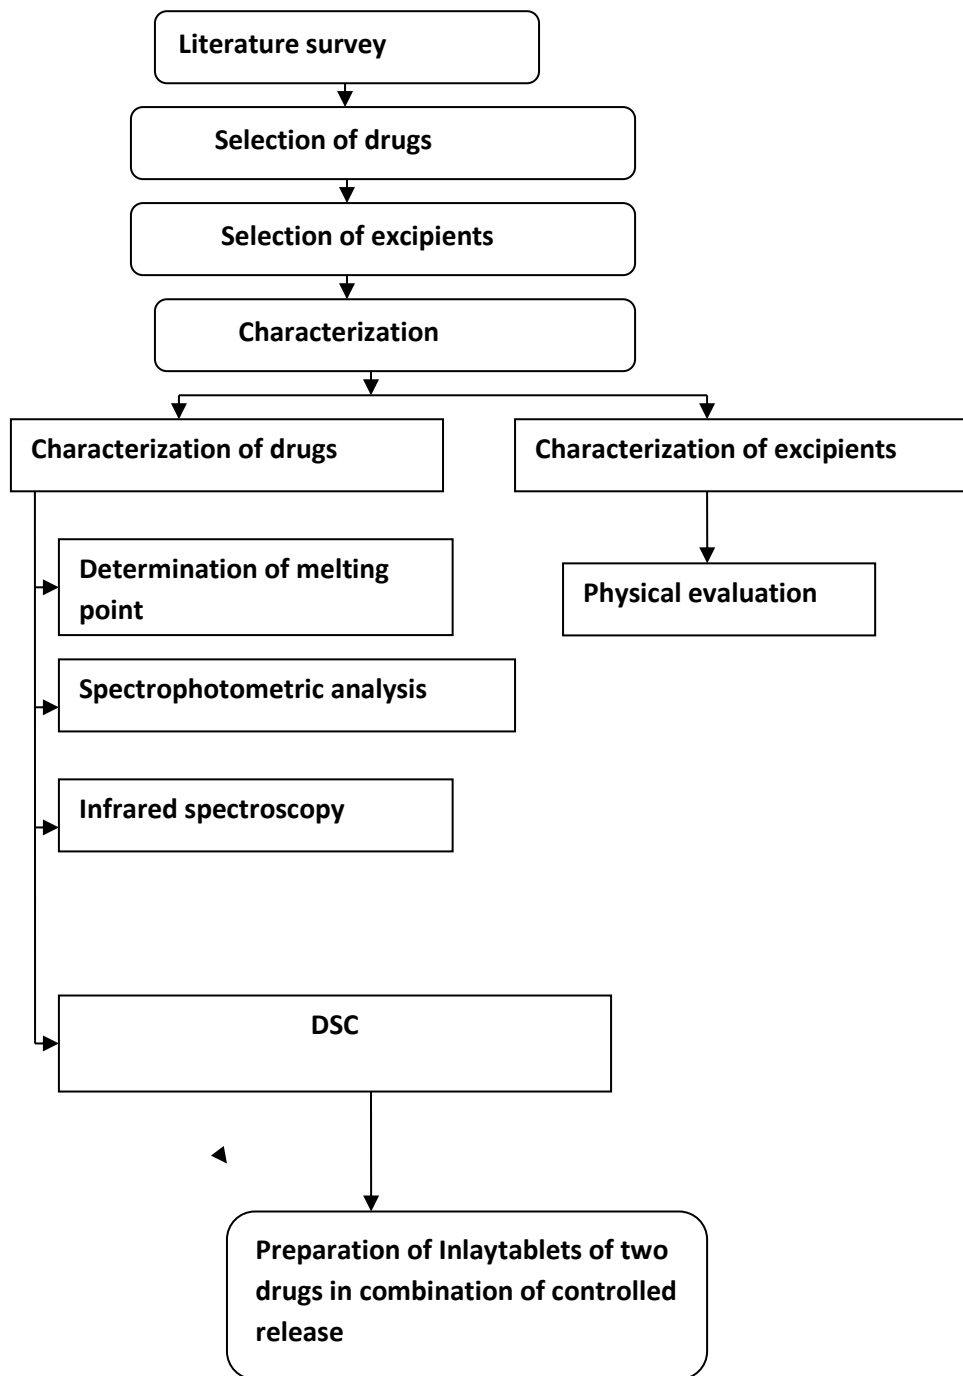 Literature survey
Selection of drugs
Selection of excipients
Characterization
Characterization of drugs
Characterization of excipients
Determination of melting
point
Physical evaluation
Spectrophotometric analysis
Infrared spectroscopy
DSC
Preparation of Inlaytablets of two
drugs in combination of controlled
release